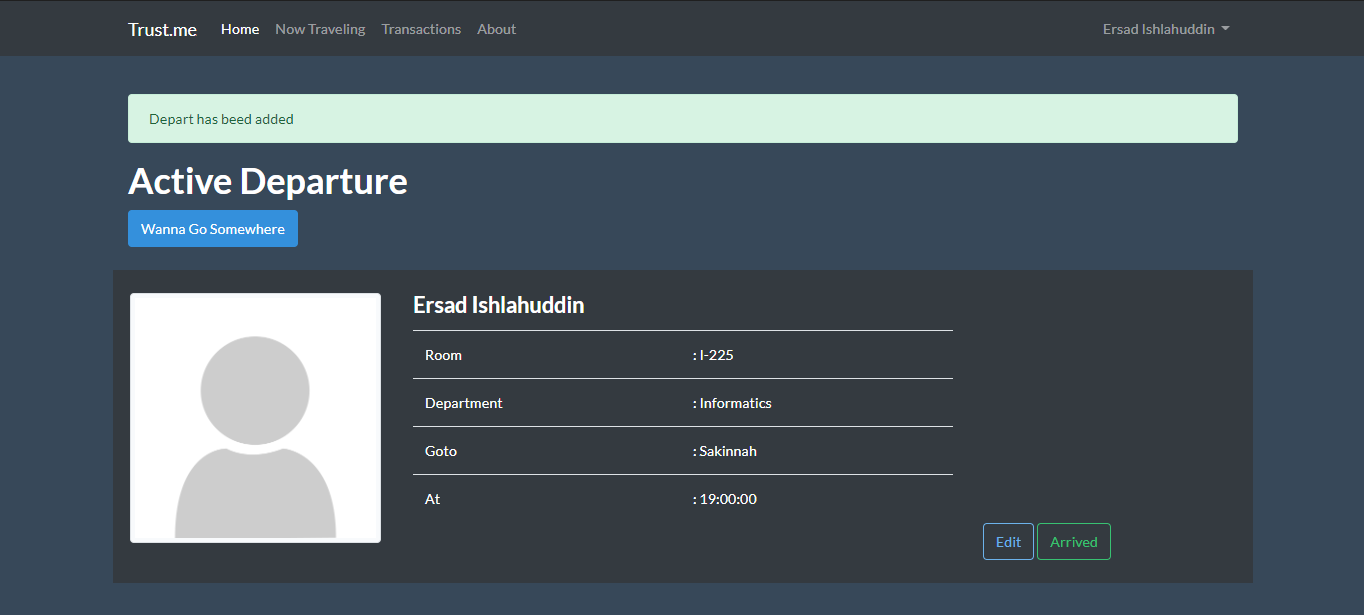 Trust.me Home Now Traveling Transactions About Ersad Ishlahuddin
Depart has beed added
Active Departure
Wanna Go Somewhere
Ersad Ishlahuddin
Room : I-225
Department : Informatics
Goto : Sakinnah
At : 19:00:00
Edit Arrived